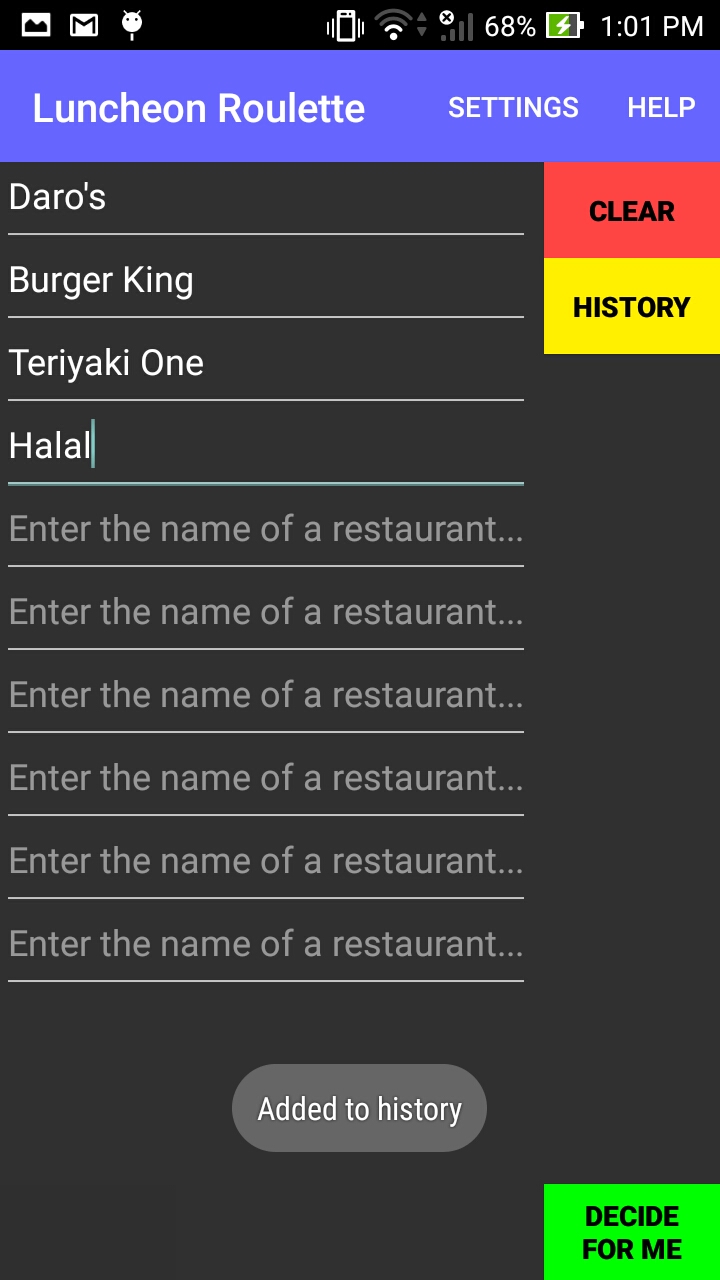 68% 1:01 PM
Luncheon Roulette SETTINGS HELP
Daro's
CLEAR
Burger King
HISTORY
Teriyaki One
Halal
Enter the name of a restaurant...
Enter the name of a restaurant...
Enter the name of a restaurant...
Enter the name of a restaurant...
Enter the name of a restaurant...
Enter the name of a restaurant...
Added to history
DECIDE
FOR ME